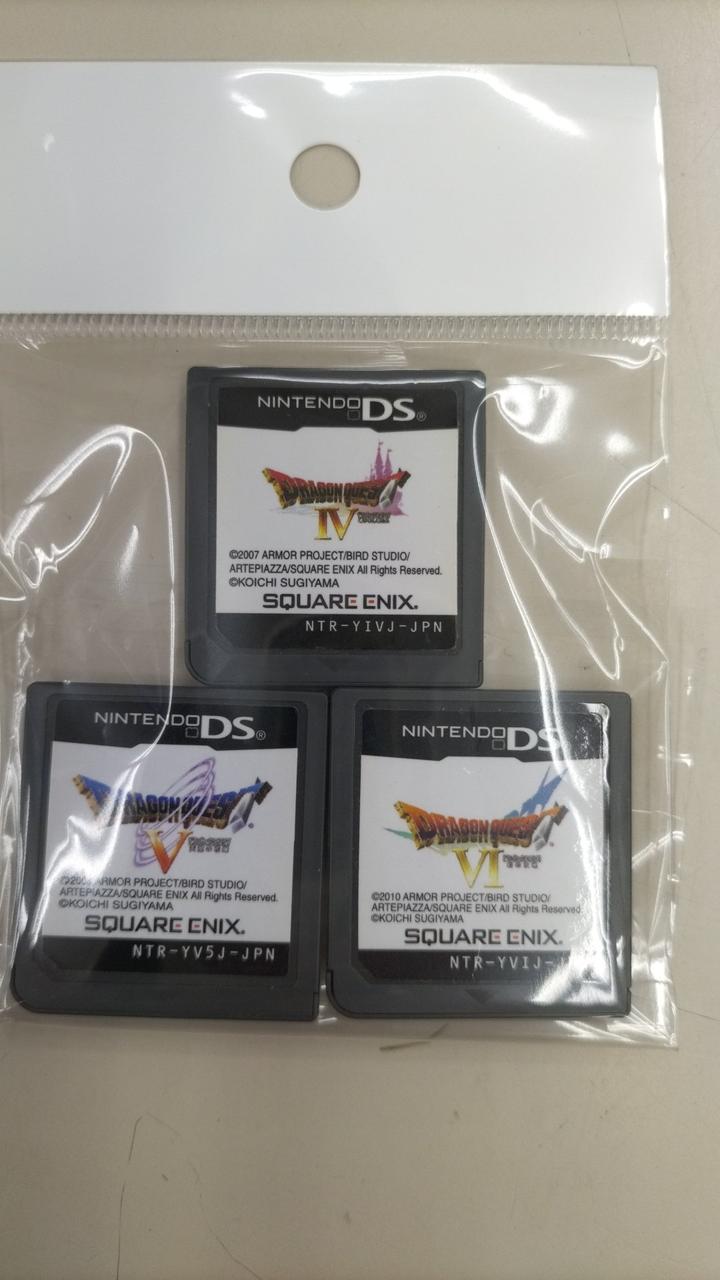 NINTENDO DS®
DRAGON QUEST
IV
©2007 ARMOR PROJECT/BIRD STUDIO/
ARTEPIAZZA/SQUARE ENIX All Rights Reserved.
©KOICHI SUGIYAMA
SQUARE ENIX®
NTR-YIVJ-JPN
NINTENDO DS®
DRAGON QUEST
V
ARMOR PROJECT/BIRD STUDIO/
ARTEPIAZZA/SQUARE ENIX All Rights Reserved.
©KOICHI SUGIYAMA
SQUARE ENIX®
NTR-YV5J-JPN
NINTENDO DS
DRAGON QUEST
VI
©2010 ARMOR PROJECT/BIRD STUDIO/
ARTEPIAZZA/SQUARE ENIX All Rights Reserved.
©KOICHI SUGIYAMA
SQUARE ENIX®
NTR-YVIJ-